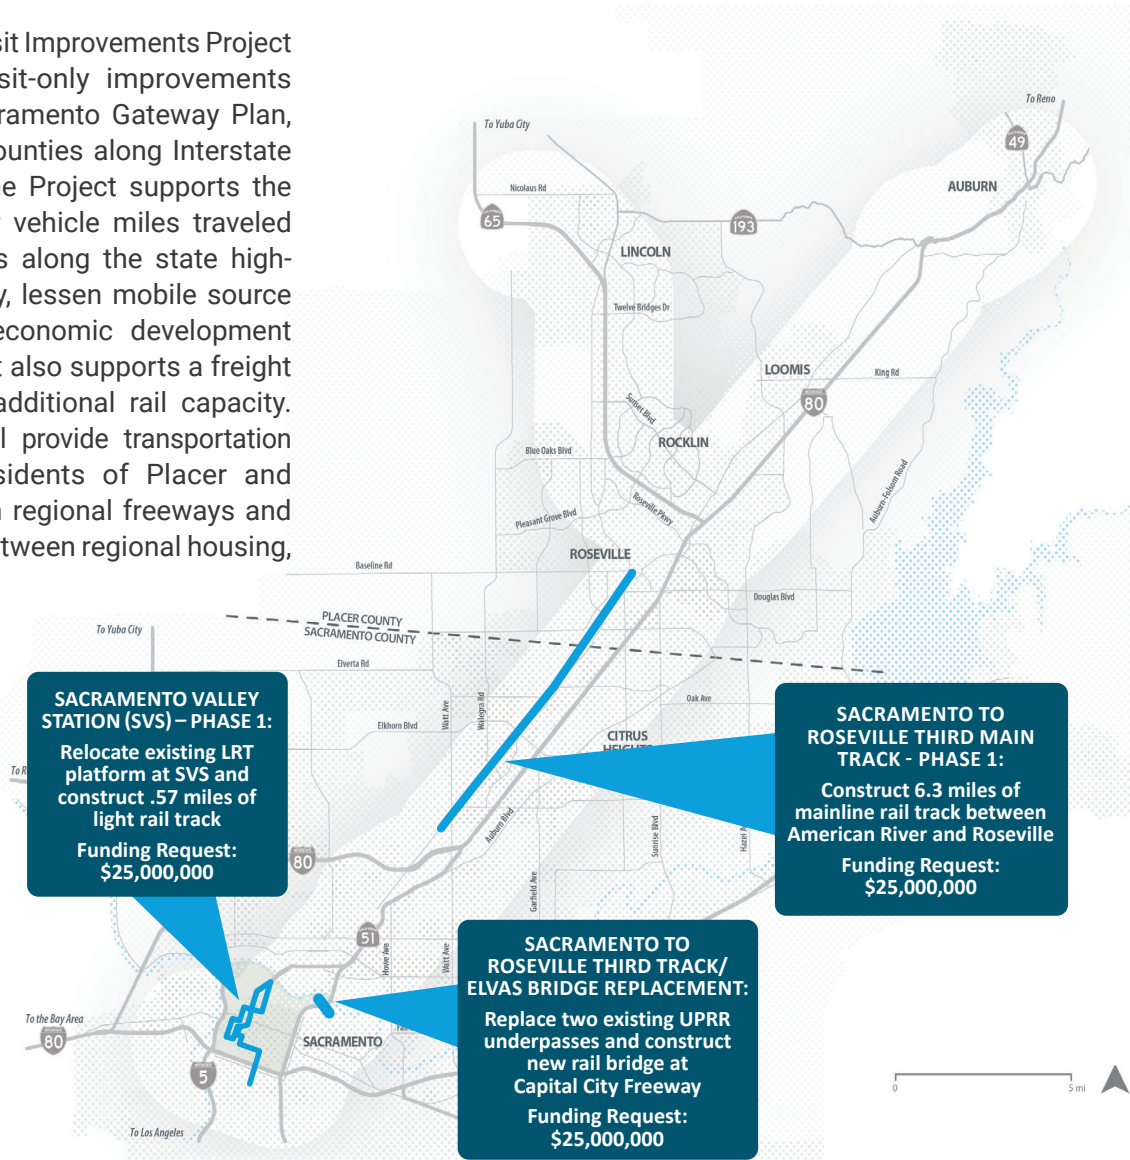 sit Improvements Project
sit-only improvements
ramento Gateway Plan,
ounties along Interstate
ne Project supports the
vehicle miles traveled
s along the state high-
y, lessen mobile source
economic development
t also supports a freight
additional rail capacity.
l provide transportation
sidents of Placer and
n regional freeways and
tween regional housing,
To Reno
To Yuba City
49
AUBURN
Nicolaus Rd
65
193
LINCOLN
Twelve Bridges Dr
LOOMIS
King Rd
80
Sunset Blvd
ROCKLIN
Blue Oaks Blvd
Auburn-Folsom Road
Roseville Pkwy
Pleasant Grove Blvd
ROSEVILLE
Baseline Rd
Douglas Blvd
PLACER COUNTY
SACRAMENTO COUNTY
To Yuba City
Elverta Rd
Oak Ave
Watt Ave
Walegra Rd
Elkhorn Blvd
CITRUS
SACRAMENTO VALLEY
STATION (SVS) – PHASE 1:
Relocate existing LRT
platform at SVS and
construct .57 miles of
light rail track
Funding Request:
$25,000,000
SACRAMENTO TO
ROSEVILLE THIRD MAIN
TRACK - PHASE 1:
Construct 6.3 miles of
mainline rail track between
American River and Roseville
Funding Request:
$25,000,000
To R
Auburn Blvd
Sunrise Blvd
Hazel A
80
Garfield Ave
51
Howe Ave
Watt Ave
SACRAMENTO TO
ROSEVILLE THIRD TRACK/
ELVAS BRIDGE REPLACEMENT:
Replace two existing UPRR
underpasses and construct
new rail bridge at
Capital City Freeway
Funding Request:
$25,000,000
To the Bay Area
80
SACRAMENTO
5
To Los Angeles
0
5 mi